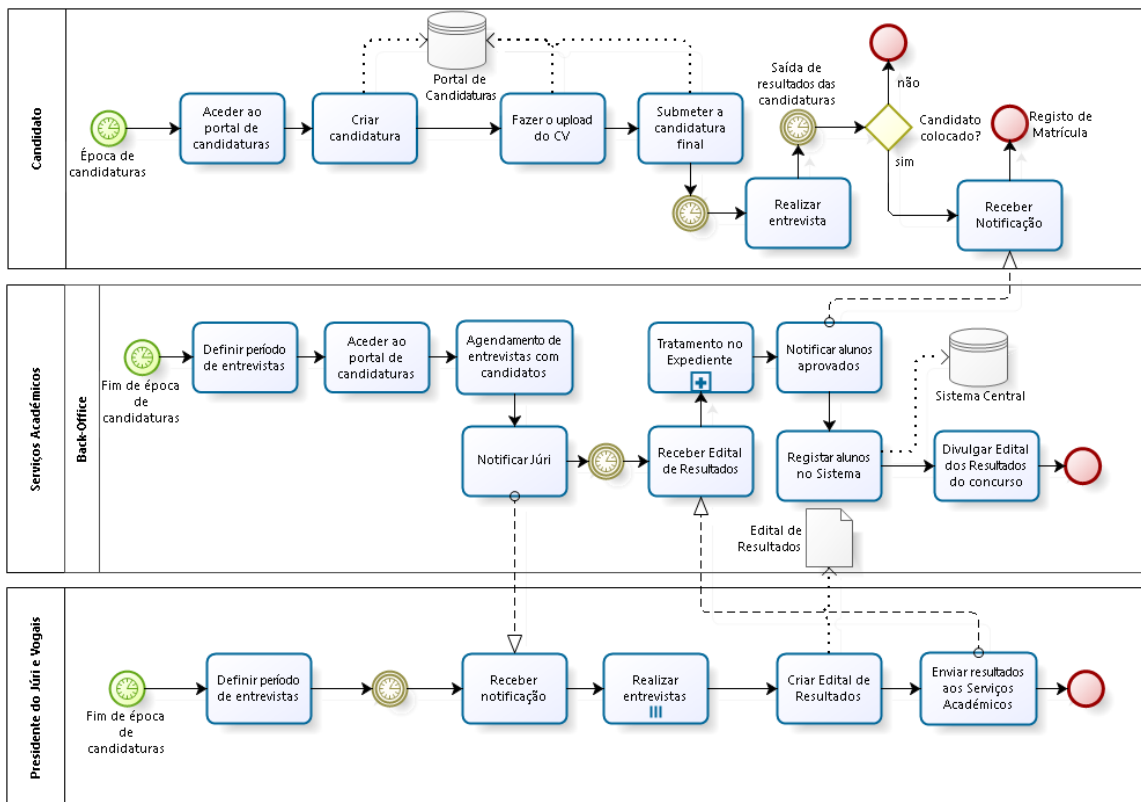 Candidato
Época de
candidaturas
Aceder ao
portal de
candidaturas
Criar
candidatura
Portal de
Candidaturas
Fazer o upload
do CV
Submeter a
candidatura
final
Realizar
entrevista
Saída de
resultados das
candidaturas
Candidato
colocado?
não
sim
Receber
Notificação
Registo de
Matrícula
Serviços Académicos
Back-Office
Fim de época
de
candidaturas
Definir período
de entrevistas
Aceder ao
portal de
candidaturas
Agendamento de
entrevistas com
candidatos
Notificar Júri
Receber Edital
de Resultados
Tratamento no
Expediente
Notificar alunos
aprovados
Registar alunos
no Sistema
Sistema Central
Divulgar Edital
dos Resultados
do concurso
Edital de
Resultados
Presidente do Júri e Vogais
Fim de época
de
candidaturas
Definir período
de entrevistas
Receber
notificação
Realizar
entrevistas
Criar Edital de
Resultados
Enviar resultados
aos Serviços
Académicos